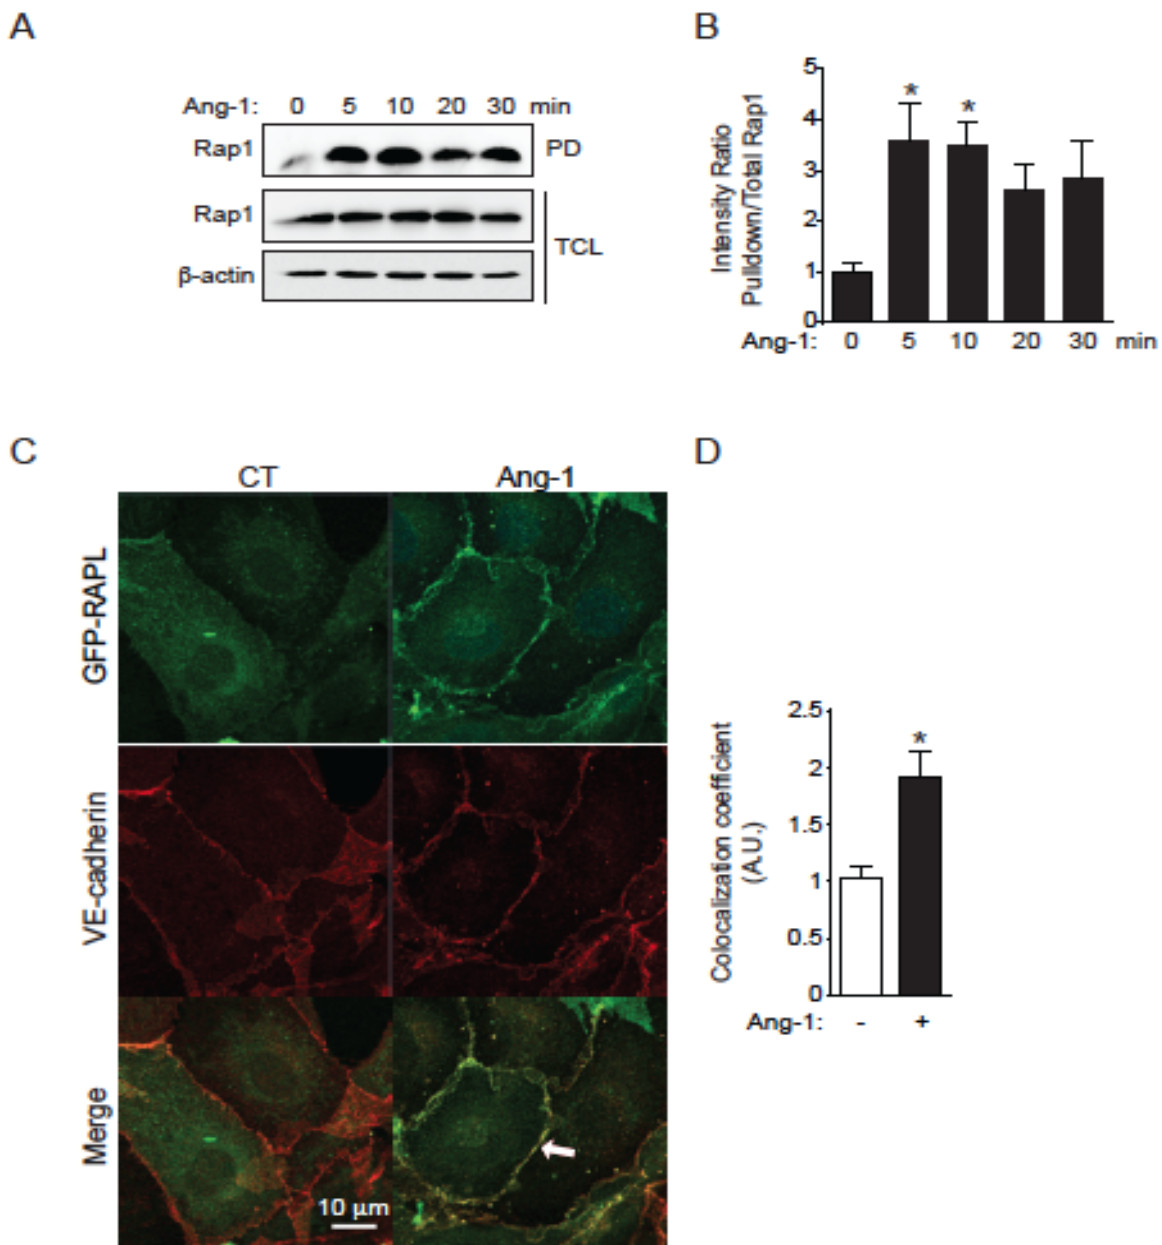 A
Ang-1: 0 5 10 20 30 min
Rap1 PD
Rap1
TCL
β-actin
B
Intensity Ratio
Pulldown/Total Rap1
5
4
3
2
1
0
* *
Ang-1: 0 5 10 20 30 min
C
CT Ang-1
GFP-RAPL
VE-cadherin
Merge
10 μm
D
Colocalization coefficient
(A.U.)
2.5
2
1.5
1
0.5
0
*
Ang-1: - +